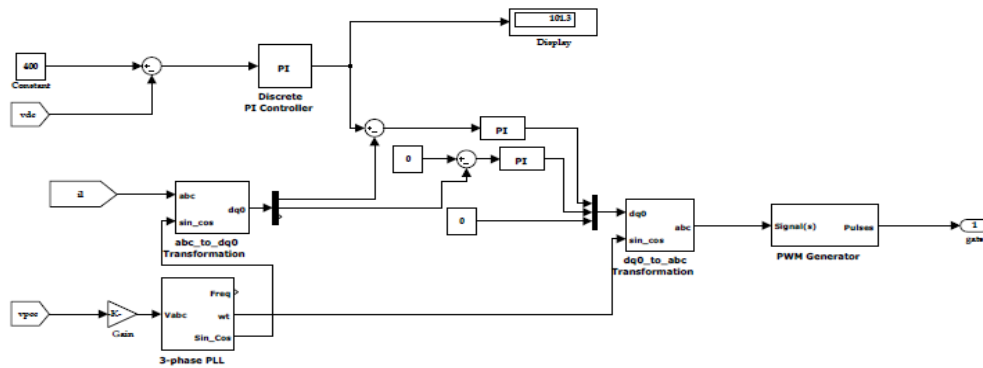 101.3
Display
400
Constant
PI
Discrete
PI Controller
vdc
PI
0
PI
il
abc
dq0
sin_cos
abc_to_dq0
Transformation
0
dq0
abc
sin_cos
dq0_to_abc
Transformation
Signal(s)
Pulses
PWM Generator
1
gate
vpcc
K-
Gain
Freq
Vabc
wt
Sin_Cos
3-phase PLL